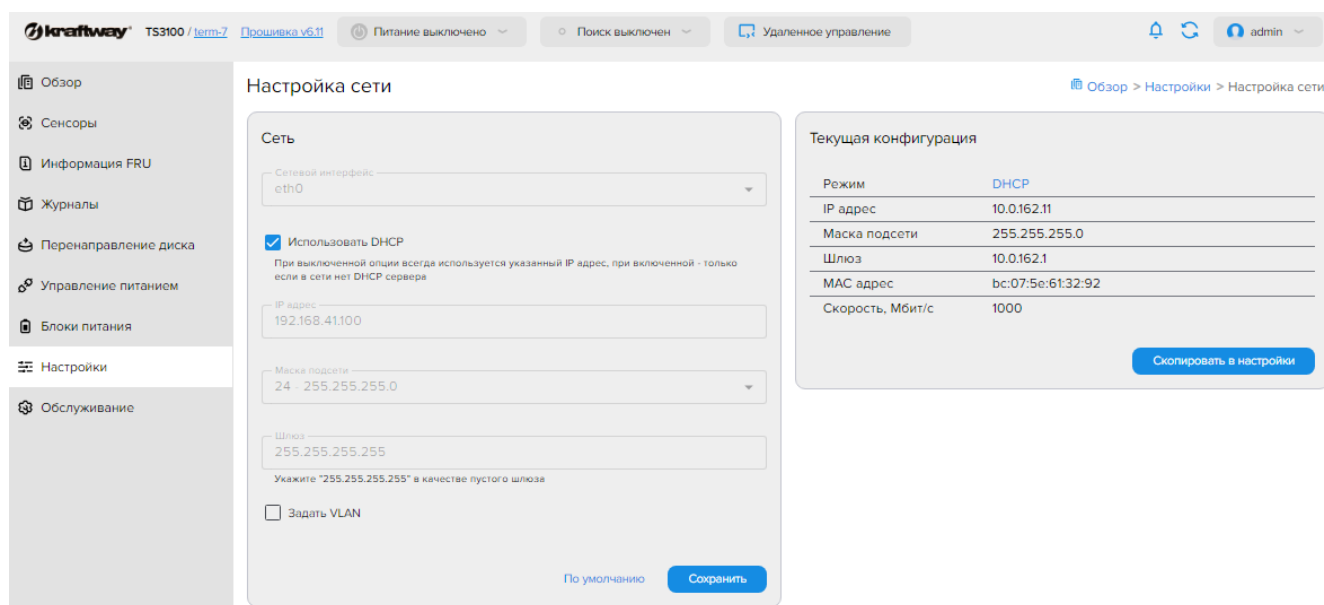 kraftway TS3100 / term-7 Прошивка v6.11 Питание выключено Поиск выключен Удаленное управление admin
Обзор
Сенсоры
Информация FRU
Журналы
Перенаправление диска
Управление питанием
Блоки питания
Настройки
Обслуживание
Настройка сети
Обзор > Настройки > Настройка сети
Сеть
Сетевой интерфейс
eth0
Использовать DHCP
При выключенной опции всегда используется указанный IP адрес, при включенной - только
если в сети нет DHCP сервера
IP адрес
192.168.41.100
Маска подсети
24 - 255.255.255.0
Шлюз
255.255.255.255
Укажите "255.255.255.255" в качестве пустого шлюза
Задать VLAN
По умолчанию Сохранить
Текущая конфигурация
Режим DHCP
IP адрес 10.0.162.11
Маска подсети 255.255.255.0
Шлюз 10.0.162.1
MAC адрес bc:07:5e:61:32:92
Скорость, Мбит/с 1000
Скопировать в настройки